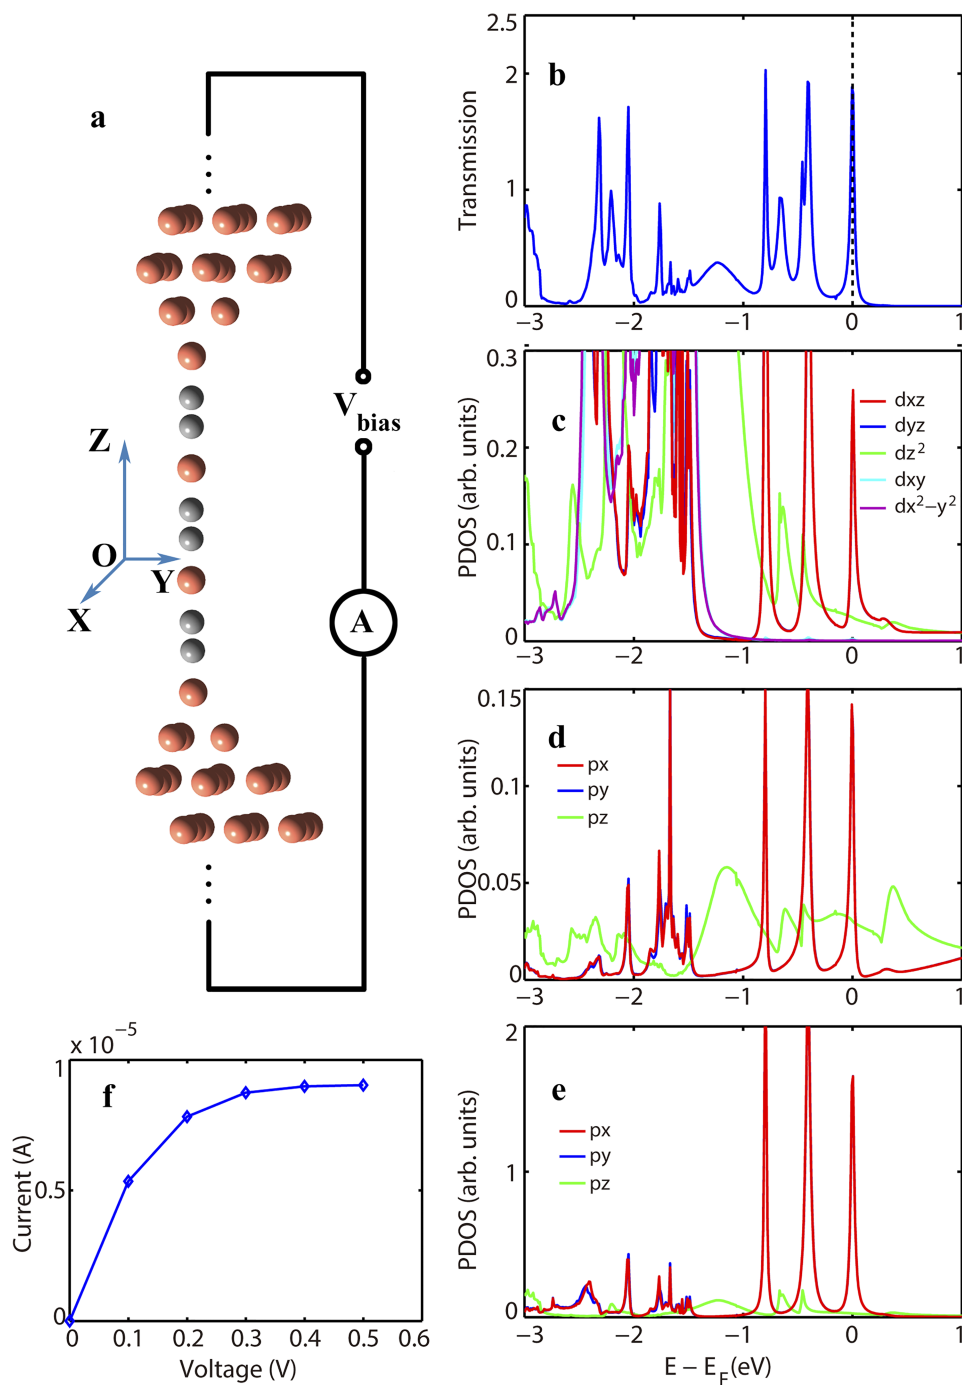 a
V
bias
A
Z
O
Y
X
b
Transmission
2.5
2
1
0
−3 −2 −1 0 1
c
PDOS (arb. units)
0.3
0.2
0.1
0
dxz
dyz
dz²
dxy
dx²−y²
−3 −2 −1 0 1
d
PDOS (arb. units)
0.15
0.1
0.05
0
px
py
pz
−3 −2 −1 0 1
e
PDOS (arb. units)
2
1
0
px
py
pz
−3 −2 −1 0 1
E − E_F (eV)
f
x 10⁻⁵
Current (A)
1
0.5
0
0 0.1 0.2 0.3 0.4 0.5 0.6
Voltage (V)